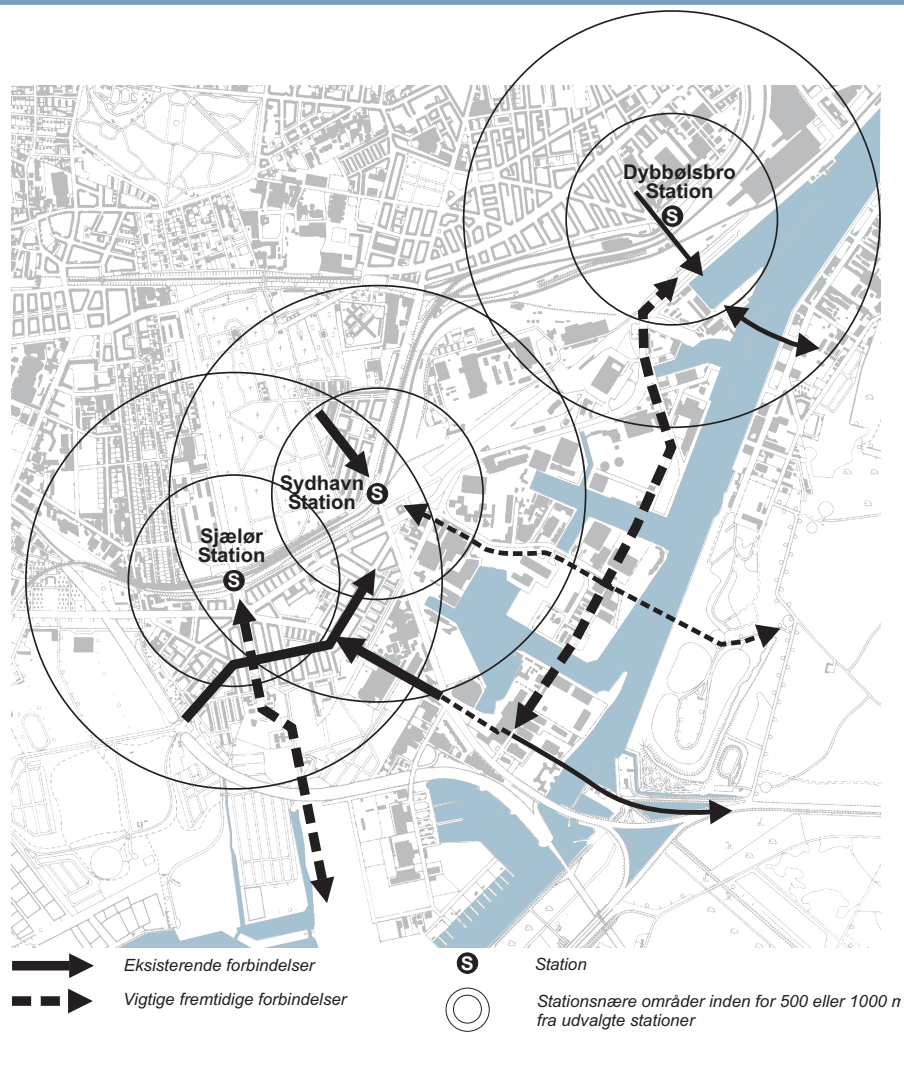 Dybbølsbro
Station
S
Sydhavn
Station
S
Sjælør
Station
S
Eksisterende forbindelser
S
Station
Vigtige fremtidige forbindelser
Stationsnære områder inden for 500 eller 1000 m
fra udvalgte stationer